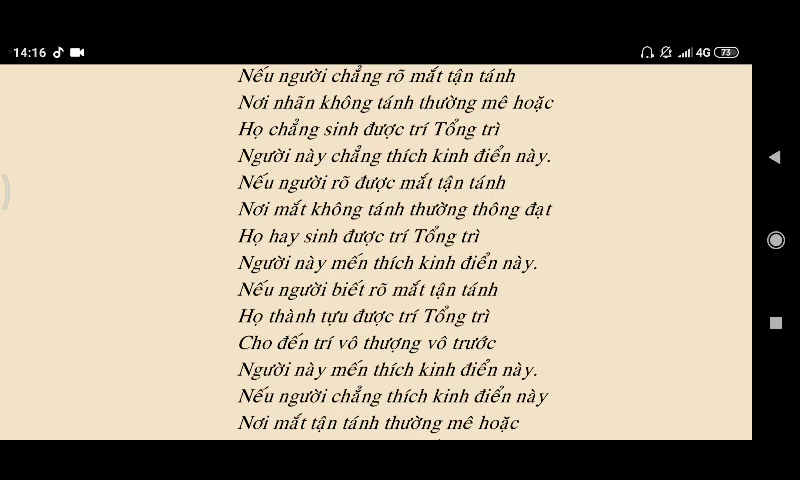 14:16
4G 73
Nếu người chẳng rõ mắt tận tánh
Nơi nhãn không tánh thường mê hoặc
Họ chẳng sinh được trí Tổng trì
Người này chẳng thích kinh điển này.
Nếu người rõ được mắt tận tánh
Nơi mắt không tánh thường thông đạt
Họ hay sinh được trí Tổng trì
Người này mến thích kinh điển này.
Nếu người biết rõ mắt tận tánh
Họ thành tựu được trí Tổng trì
Cho đến trí vô thượng vô trước
Người này mến thích kinh điển này.
Nếu người chẳng thích kinh điển này
Nơi mắt tận tánh thường mê hoặc